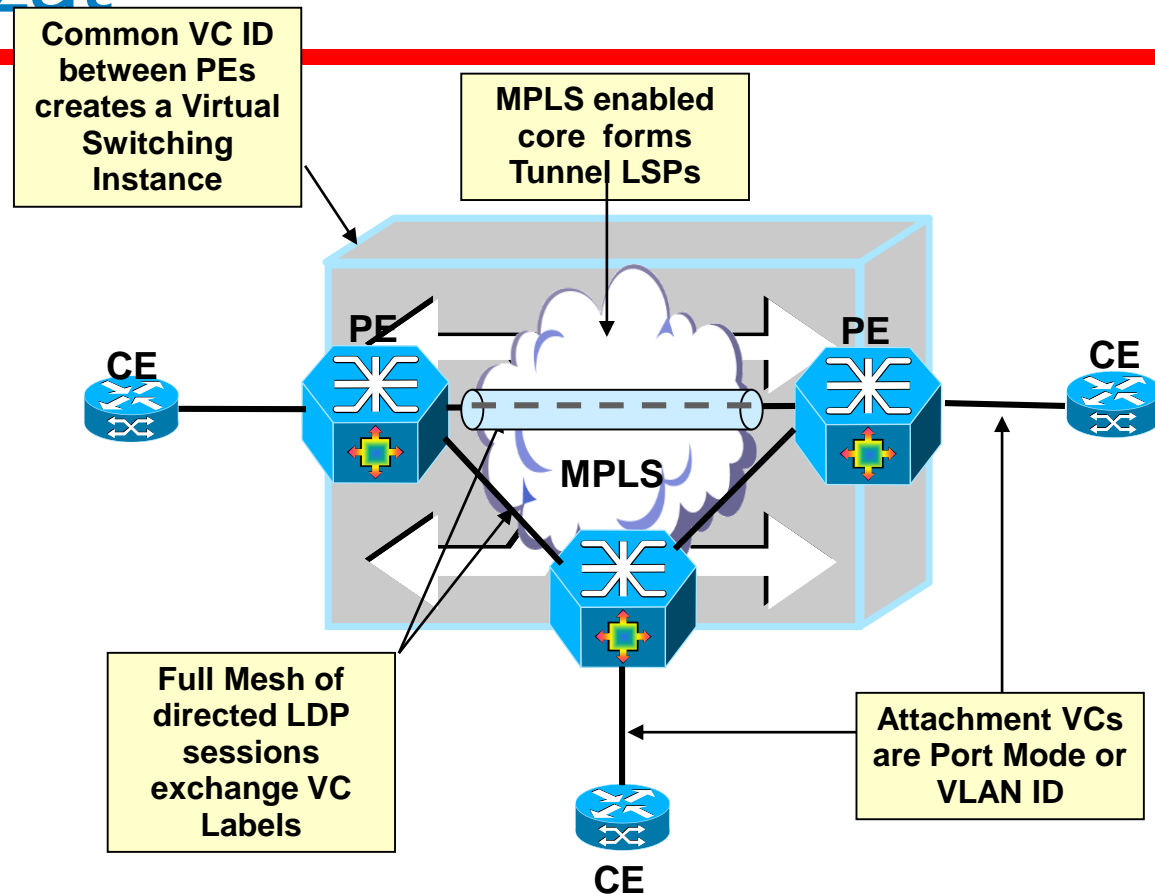 Common VC ID
between PEs
creates a Virtual
Switching
Instance
MPLS enabled
core forms
Tunnel LSPs
PE
PE
CE
CE
MPLS
Full Mesh of
directed LDP
sessions
exchange VC
Labels
Attachment VCs
are Port Mode or
VLAN ID
CE